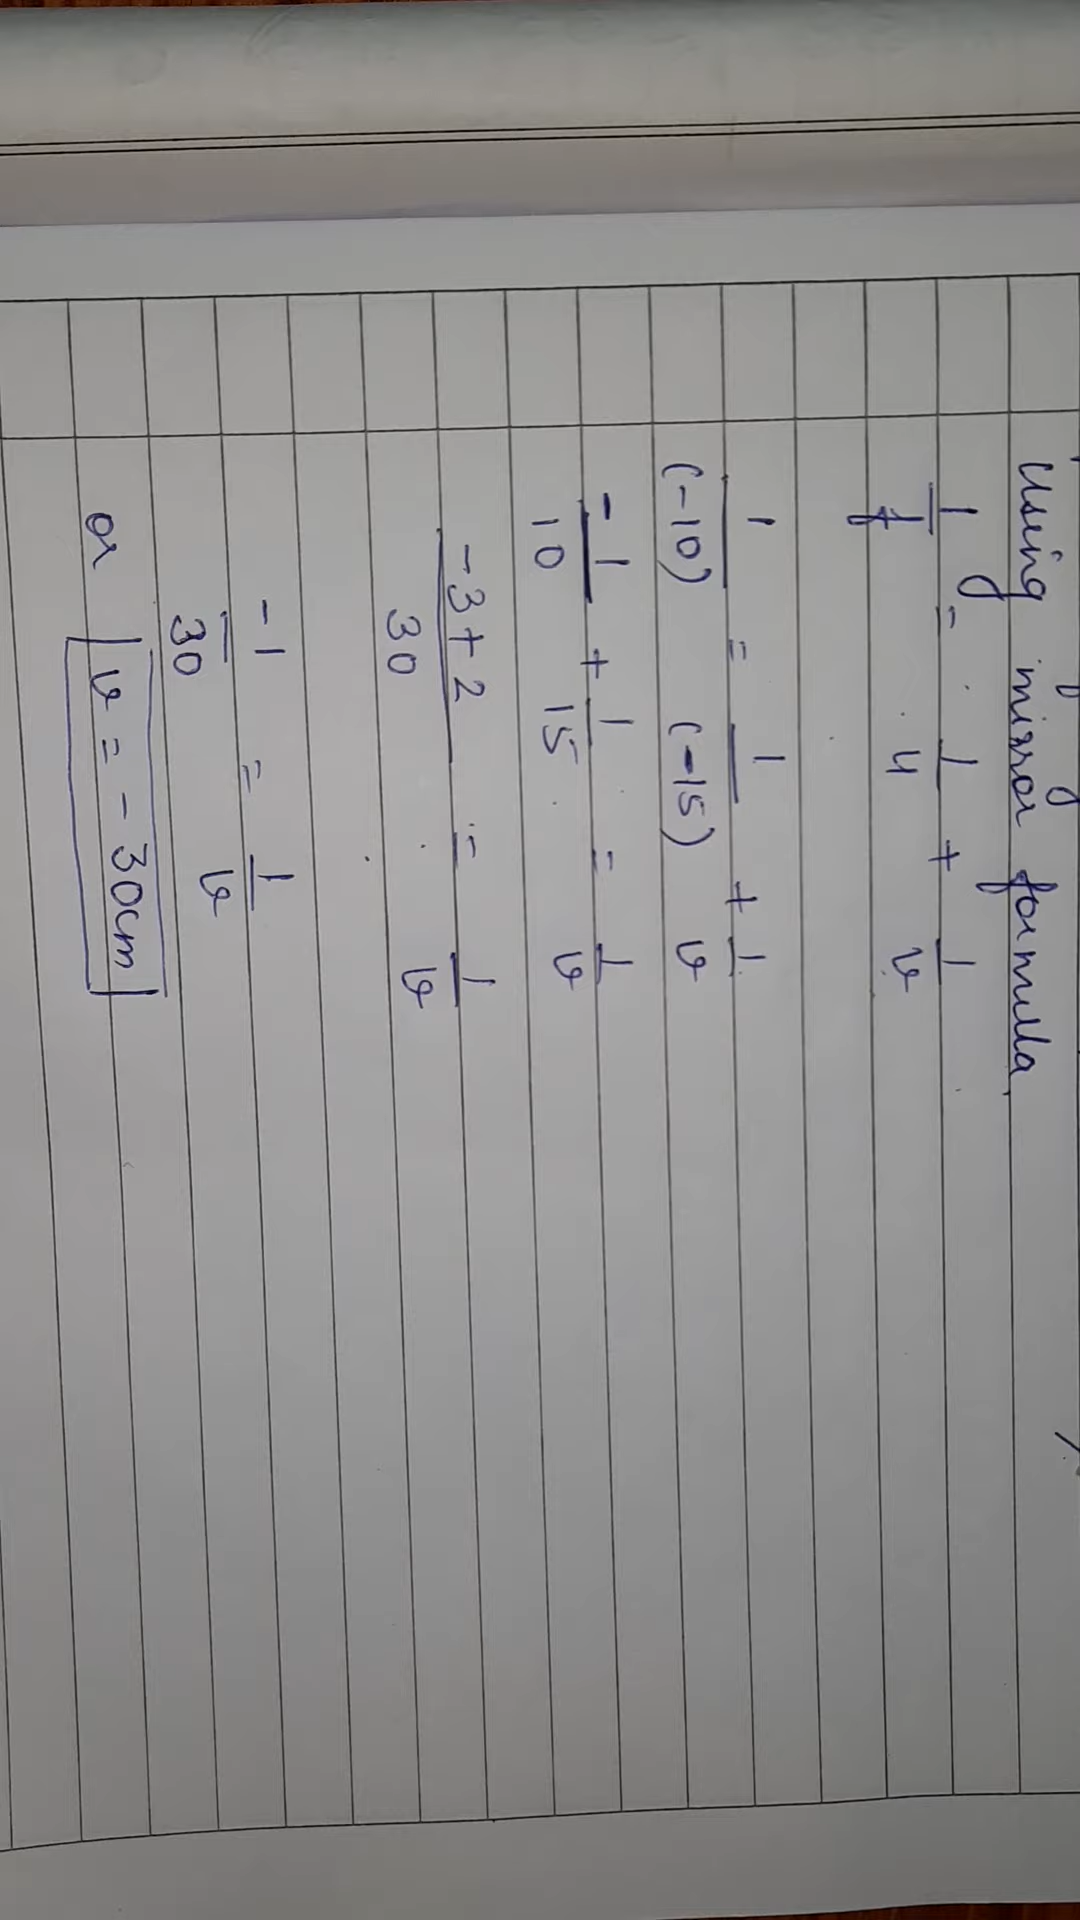 Using mirror formula
1/f = 1/u + 1/v
1/(-10) = 1/(-15) + 1/v
-1/10 + 1/15 = 1/v
-3+2/30 = 1/v
-1/30 = 1/v
or v = - 30cm